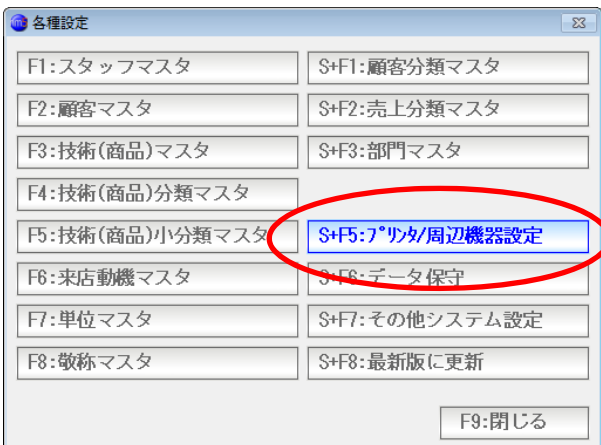 各種設定
F1:スタッフマスタ
S+F1:顧客分類マスタ
F2:顧客マスタ
S+F2:売上分類マスタ
F3:技術(商品)マスタ
S+F3:部門マスタ
F4:技術(商品)分類マスタ
F5:技術(商品)小分類マスタ
S+F5:プリンタ/周辺機器設定
F6:来店動機マスタ
S+F6:データ保守
F7:単位マスタ
S+F7:その他システム設定
F8:敬称マスタ
S+F8:最新版に更新
F9:閉じる